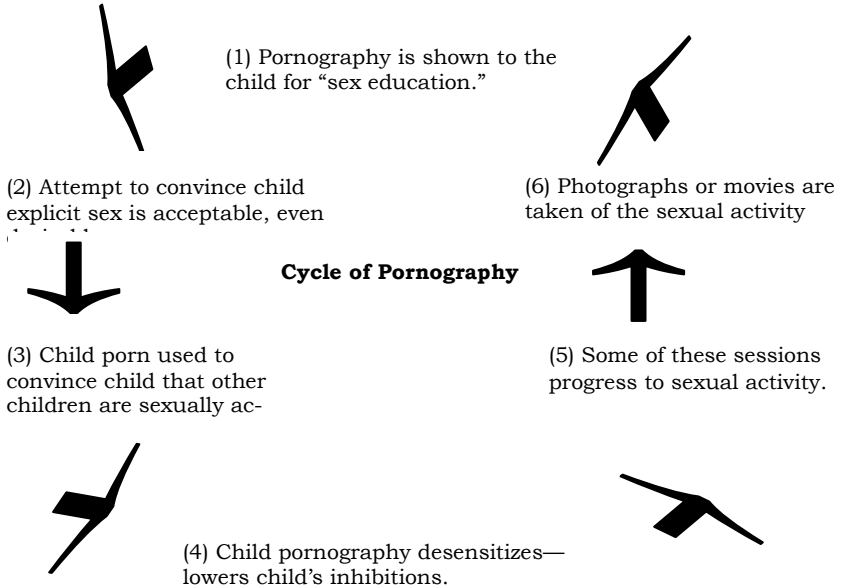 (1) Pornography is shown to the
child for “sex education.”
(2) Attempt to convince child
explicit sex is acceptable, even
(6) Photographs or movies are
taken of the sexual activity
Cycle of Pornography
(3) Child porn used to
convince child that other
children are sexually ac-
(5) Some of these sessions
progress to sexual activity.
(4) Child pornography desensitizes—
lowers child’s inhibitions.